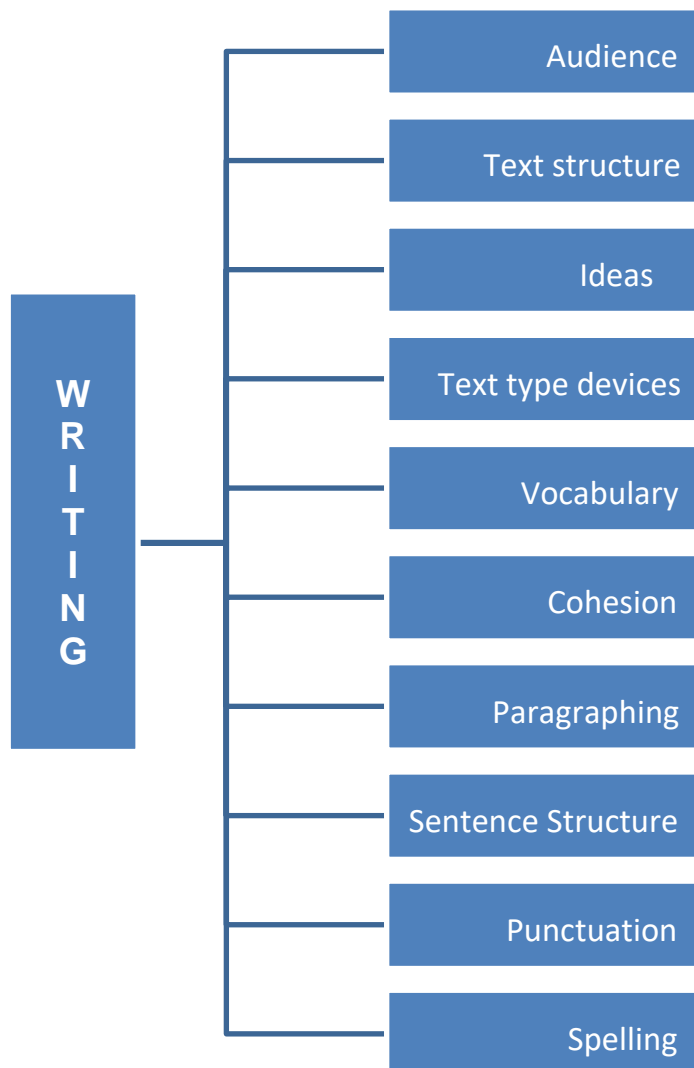 Audience
Text structure
Ideas
Text type devices
W
R
I
T
I
N
G
Vocabulary
Cohesion
Paragraphing
Sentence Structure
Punctuation
Spelling